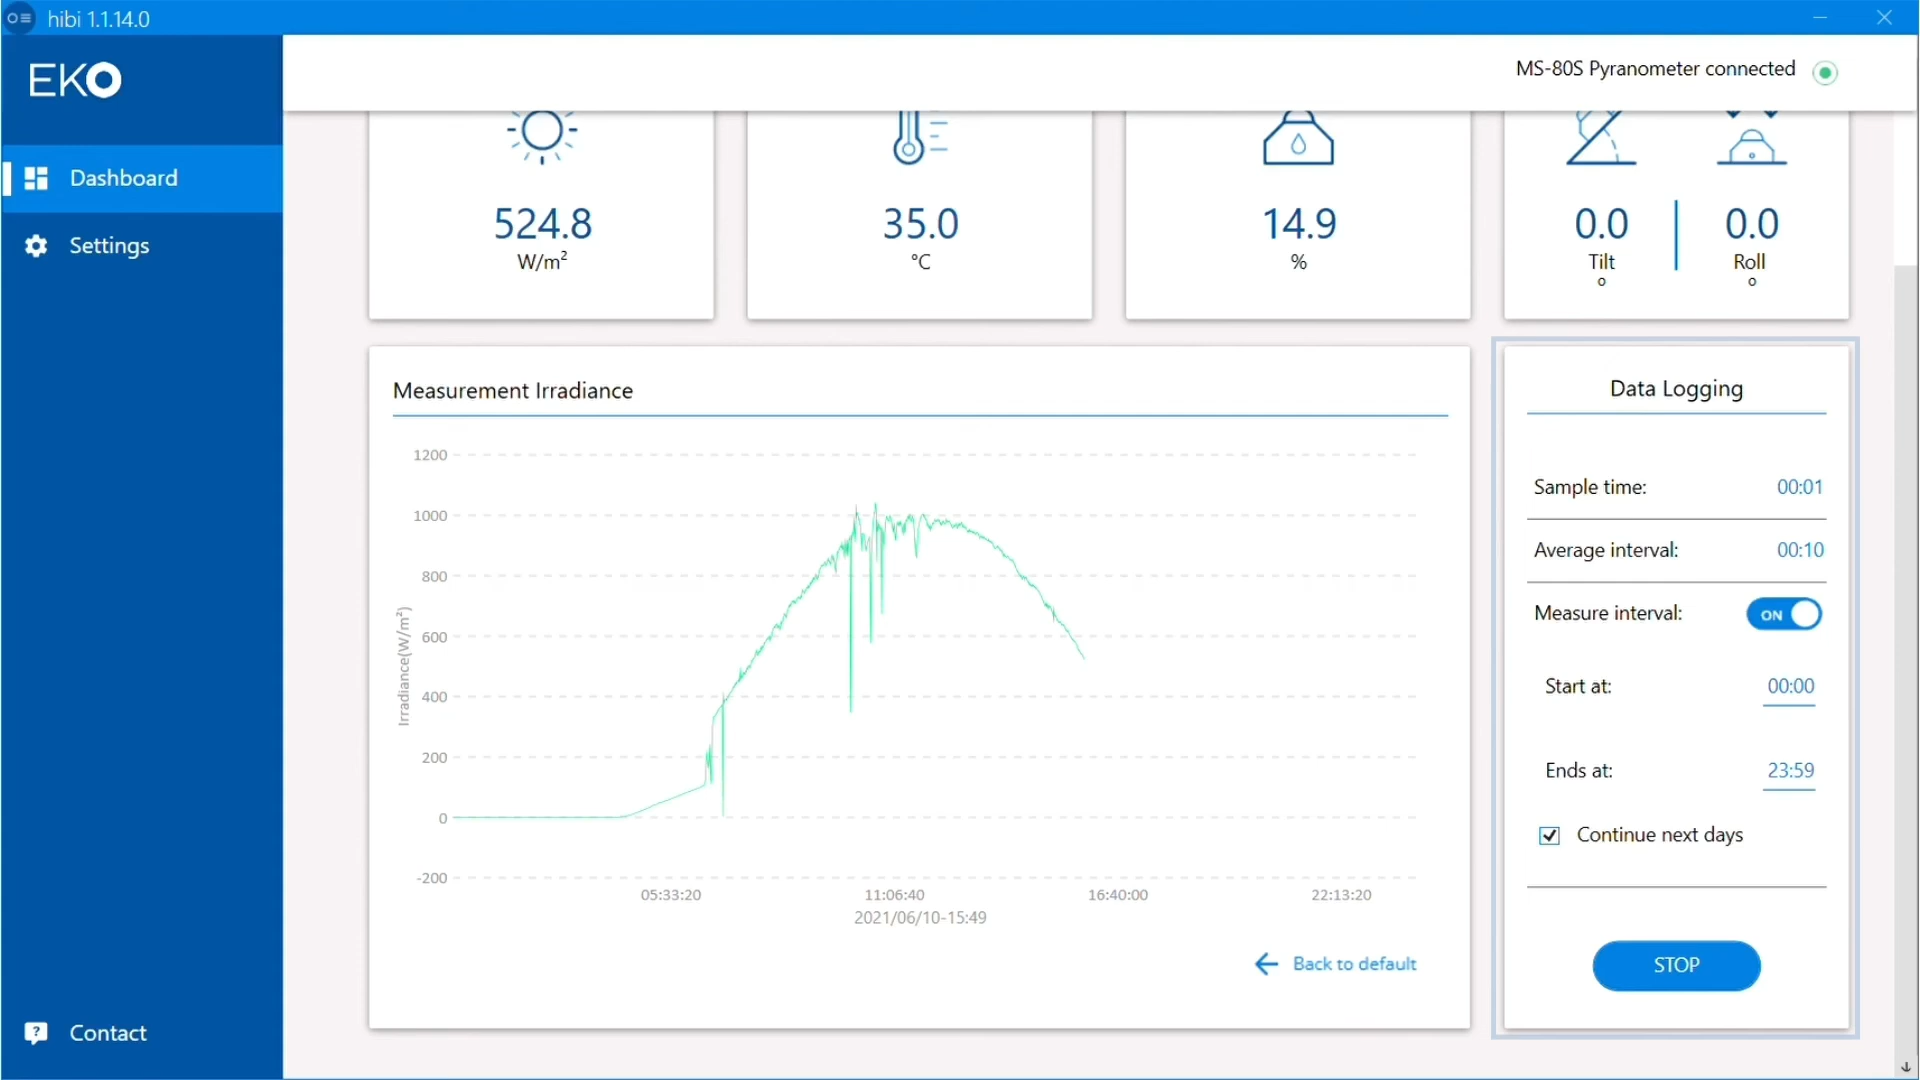 hibi 1.1.14.0
EKO
MS-80S Pyranometer connected
Dashboard
Settings
Contact
524.8
W/m²
35.0
°C
14.9
%
0.0
Tilt
°
0.0
Roll
°
Measurement Irradiance
Irradiance(W/m²)
1200
1000
800
600
400
200
0
-200
05:33:20 11:06:40 16:40:00 22:13:20
2021/06/10-15:49
Back to default
Data Logging
Sample time: 00:01
Average interval: 00:10
Measure interval: ON
Start at: 00:00
Ends at: 23:59
Continue next days
STOP